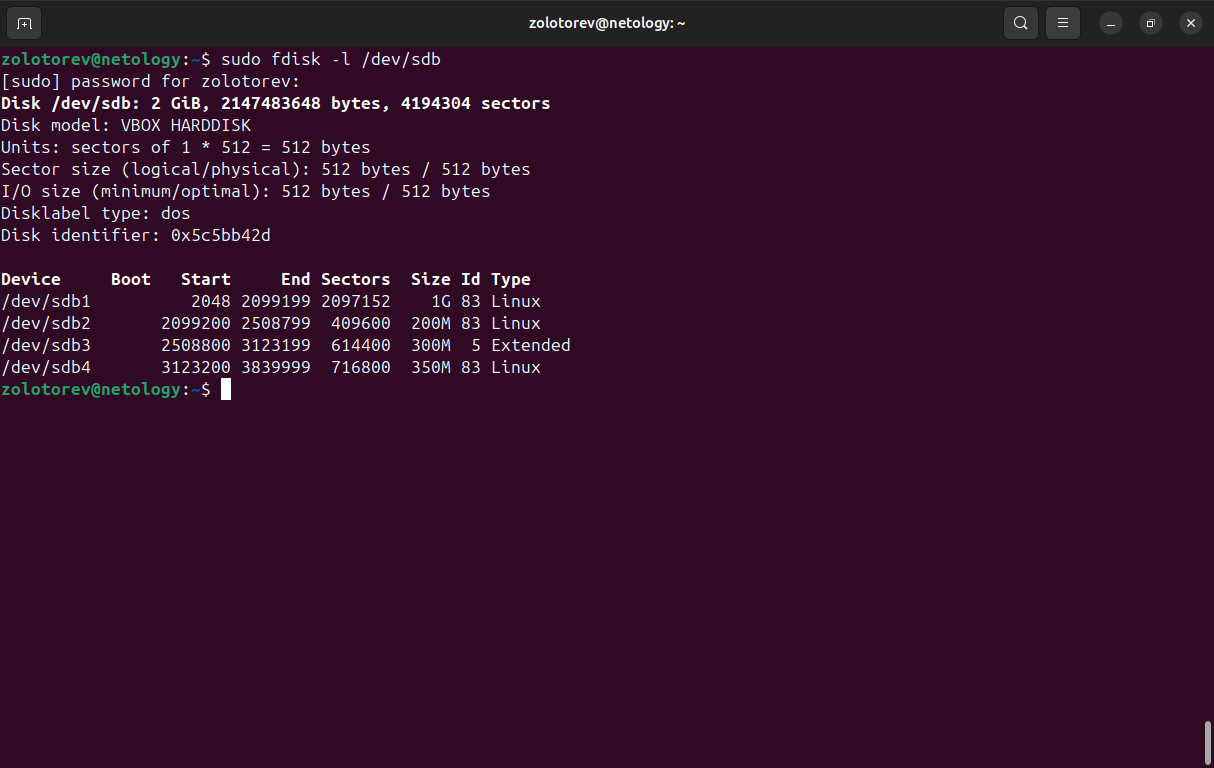 zolotorev@netology: ~
zolotorev@netology:~$ sudo fdisk -l /dev/sdb
[sudo] password for zolotorev:
Disk /dev/sdb: 2 GiB, 2147483648 bytes, 4194304 sectors
Disk model: VBOX HARDDISK
Units: sectors of 1 * 512 = 512 bytes
Sector size (logical/physical): 512 bytes / 512 bytes
I/O size (minimum/optimal): 512 bytes / 512 bytes
Disklabel type: dos
Disk identifier: 0x5c5bb42d
Device     Boot   Start     End Sectors  Size Id Type
/dev/sdb1          2048 2099199 2097152    1G 83 Linux
/dev/sdb2       2099200 2508799  409600  200M 83 Linux
/dev/sdb3       2508800 3123199  614400  300M  5 Extended
/dev/sdb4       3123200 3839999  716800  350M 83 Linux
zolotorev@netology:~$